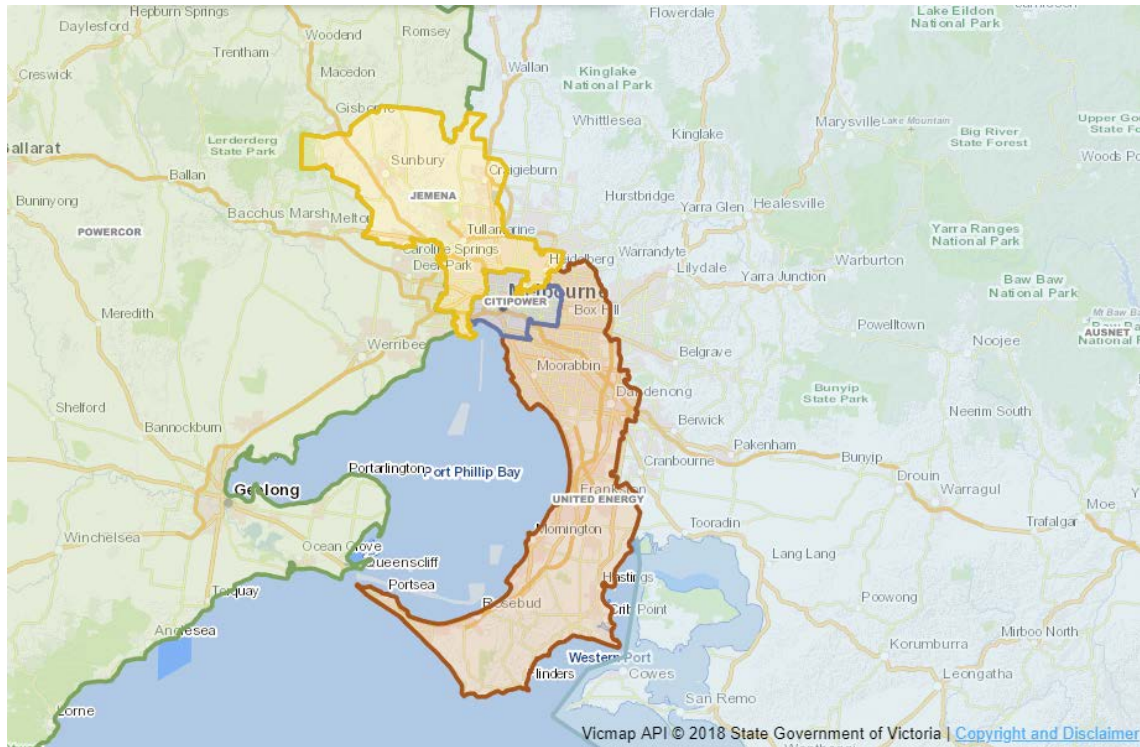 Hepburn Springs
Daylesford
Woodend
Romsey
Flowerdale
Lake Eildon
National Park
Trentham
Creswick
Macedon
Wallan
Kinglake
National Park
Gisborne
Whittlesea
Marysville
Lake Mountain
Big River
State Forest
Kinglake
Lerderderg
State Park
Sunbury
Craigieburn
Ballan
JEMENA
Hurstbridge
Yarra Glen
Healesville
Buninyong
Bacchus Marsh
POWERCOR
Tullamarine
Yarra Ranges
National Park
Caroline Springs
Deer Park
Heidelberg
Warrandyte
Warburton
Lilydale
Yarra Junction
Baw Baw
National Park
Melbourne
CITIPOWER
Box Hill
Meredith
Powelltown
AUSNET
Noojee
Werribee
Belgrave
Moorabbin
Bunyip
State Park
Dandenong
Shelford
Berwick
Neerim South
Bannockburn
Pakenham
Bunyip
Cranbourne
Portarlington
Port Phillip Bay
Drouin
Warragul
Geelong
Frankston
UNITED ENERGY
Moe
Tooradin
Trafalgar
Mornington
Winchelsea
Ocean Grove
Lang Lang
Queenscliff
Hastings
Portsea
Torquay
Rosebud
Crib Point
Poowong
Anglesea
Mirboo North
Korumburra
Western Port
Flinders
Cowes
Leongatha
San Remo
Lorne
Vicmap API © 2018 State Government of Victoria | Copyright and Disclaimer